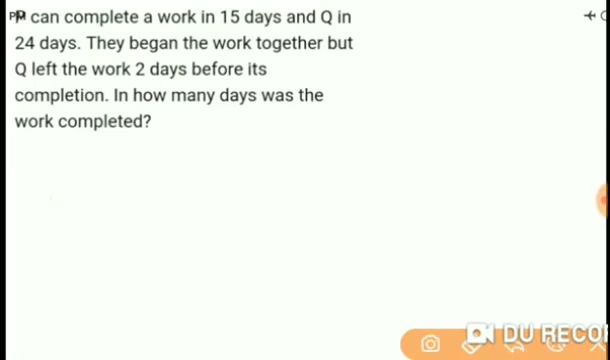 P can complete a work in 15 days and Q in
24 days. They began the work together but
Q left the work 2 days before its
completion. In how many days was the
work completed?
DU RECO